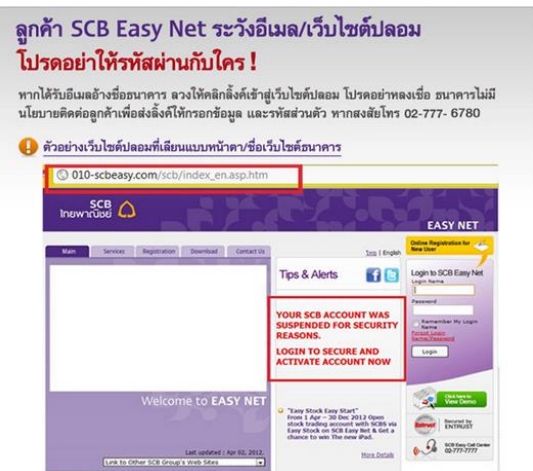 ลูกค้า SCB Easy Net ระวังอีเมล/เว็บไซต์ปลอม
โปรดอย่าให้รหัสผ่านกับใคร !
หากได้รับอีเมลอ้างชื่อธนาคาร ลวงให้คลิกลิ้งค์เข้าสู่เว็บไซต์ปลอม โปรดอย่าหลงเชื่อ ธนาคารไม่มี
นโยบายติดต่อลูกค้าเพื่อส่งลิ้งค์ให้กรอกข้อมูล และรหัสส่วนตัว หากสงสัยโทร 02-777- 6780
ตัวอย่างเว็บไซต์ปลอมที่เลียนแบบหน้าตา/ชื่อเว็บไซต์ธนาคาร
010-scbeasy.com/scb/index_en.asp.htm
SCB
ไทยพาณิชย์
EASY NET
Main Services Registration Download Contact Us
ไทย | English
Online Registration for
New User
Tips & Alerts
Login to SCB Easy Net
Login Name
Password
Remember My Login
Name
Forgot Login
Name/Password
Login
YOUR SCB ACCOUNT WAS
SUSPENDED FOR SECURITY
REASONS.
LOGIN TO SECURE AND
ACTIVATE ACCOUNT NOW
Click here to
View Demo
Welcome to EASY NET
"Easy Stock Easy Start"
From 1 Apr – 30 Dec 2012 Open
stock trading account with SCBS via
Easy Stock on SCB Easy Net & Get a
chance to win The new iPad.
Entrust
Secured by
ENTRUST
SCB Easy Call Center
02-777-7777
Last updated : Apr 02, 2012.
Link to Other SCB Group's Web Sites
More Details